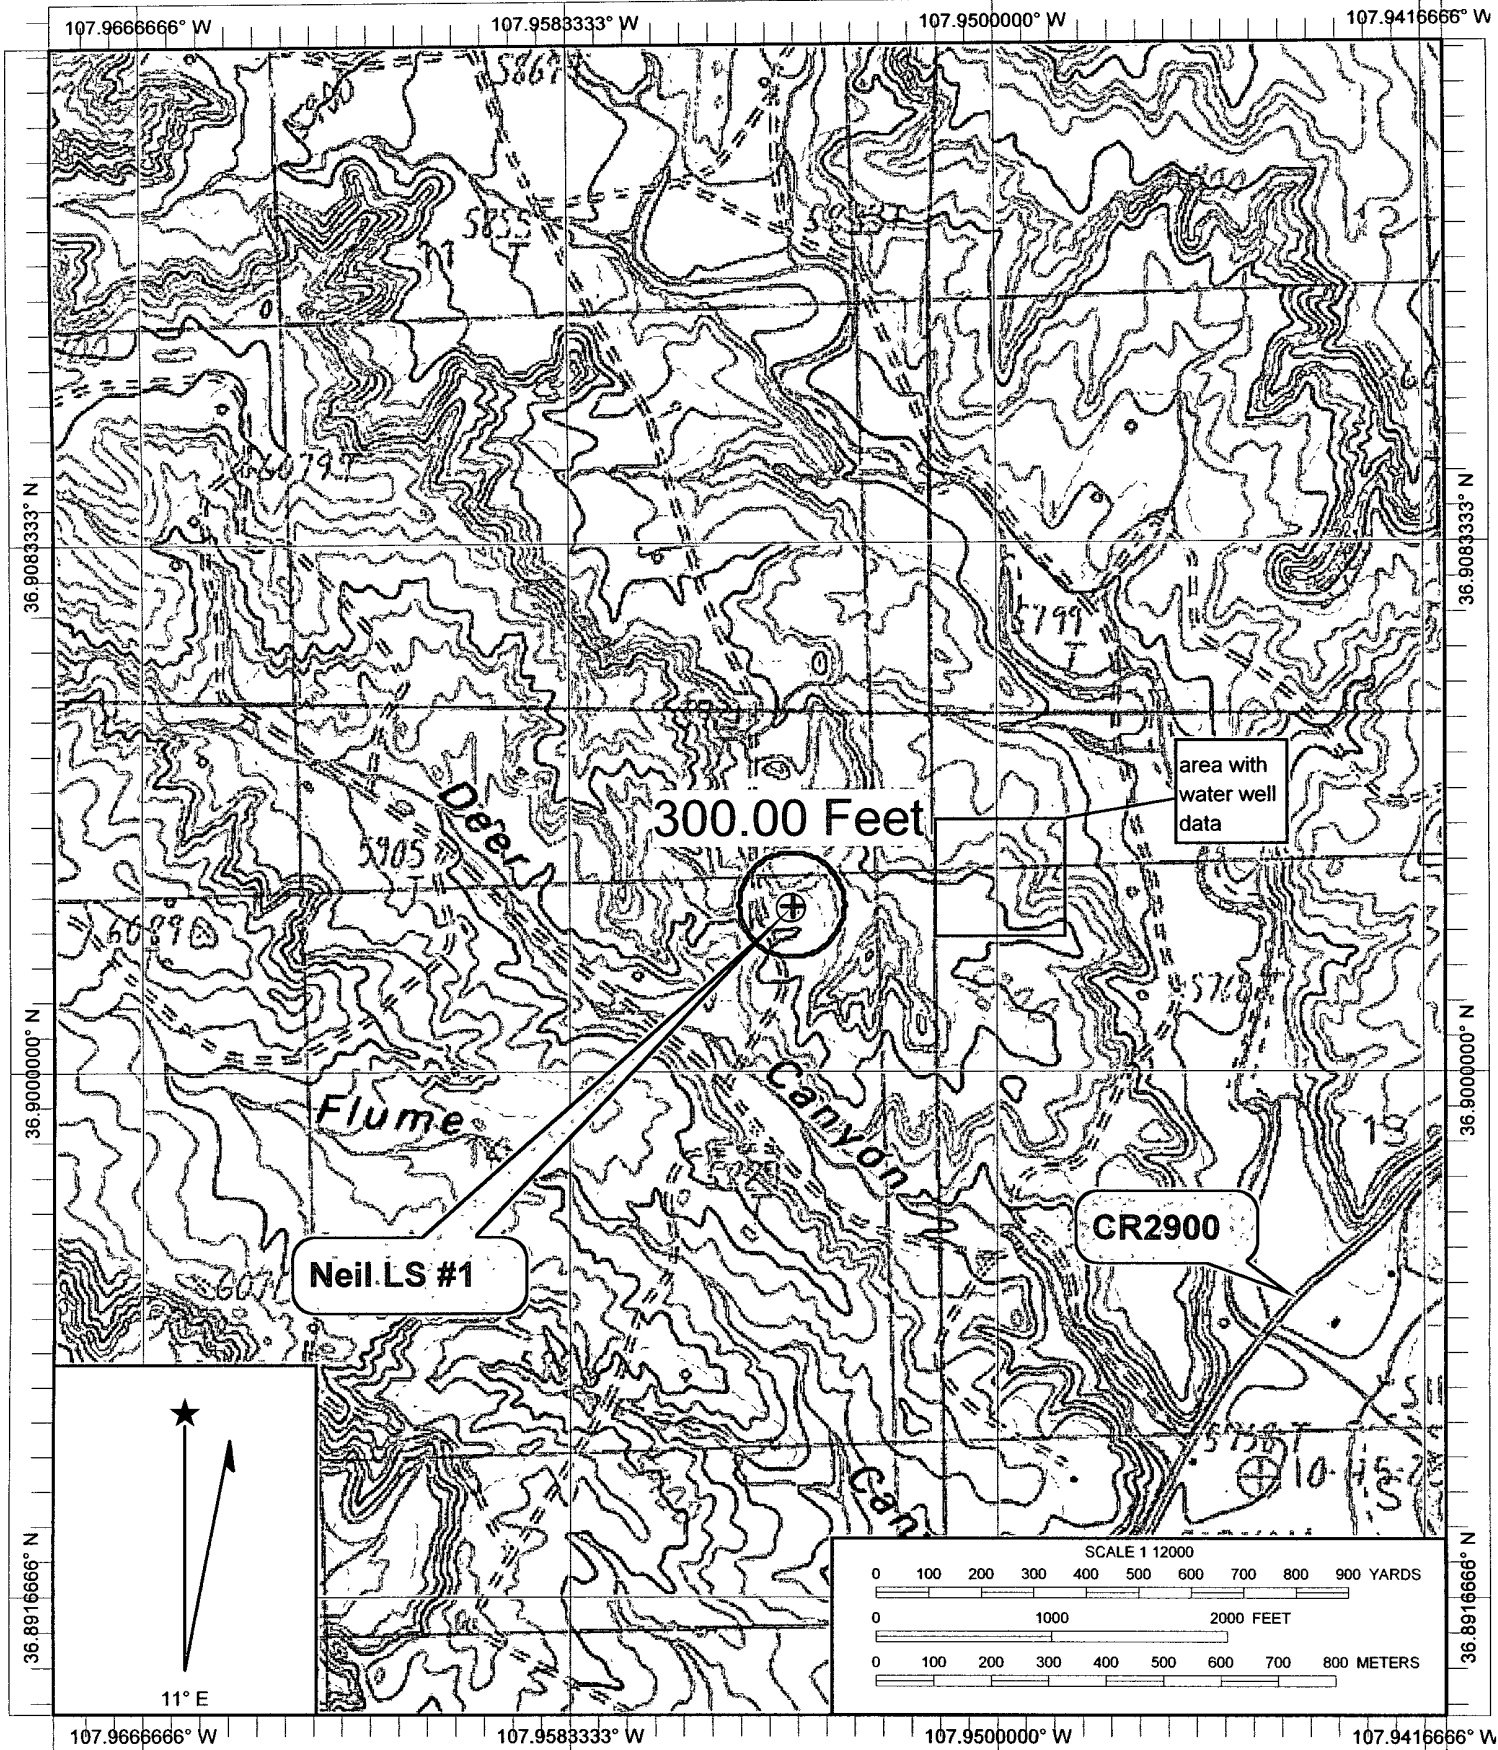 107.9666666° W 107.9583333° W 107.9500000° W 107.9416666° W
5855
T
11
12
36.9083333° N
36.9083333° N
6079T
5799
T
area with
water well
data
300.00 Feet
Deer
5905
T
36.9000000° N
36.9000000° N
Flume
Canyon
13
CR2900
Neil LS #1
Can
11° E
SCALE 1 12000
0 100 200 300 400 500 600 700 800 900 YARDS
0 1000 2000 FEET
0 100 200 300 400 500 600 700 800 METERS
36.8916666° N
36.8916666° N
107.9666666° W 107.9583333° W 107.9500000° W 107.9416666° W